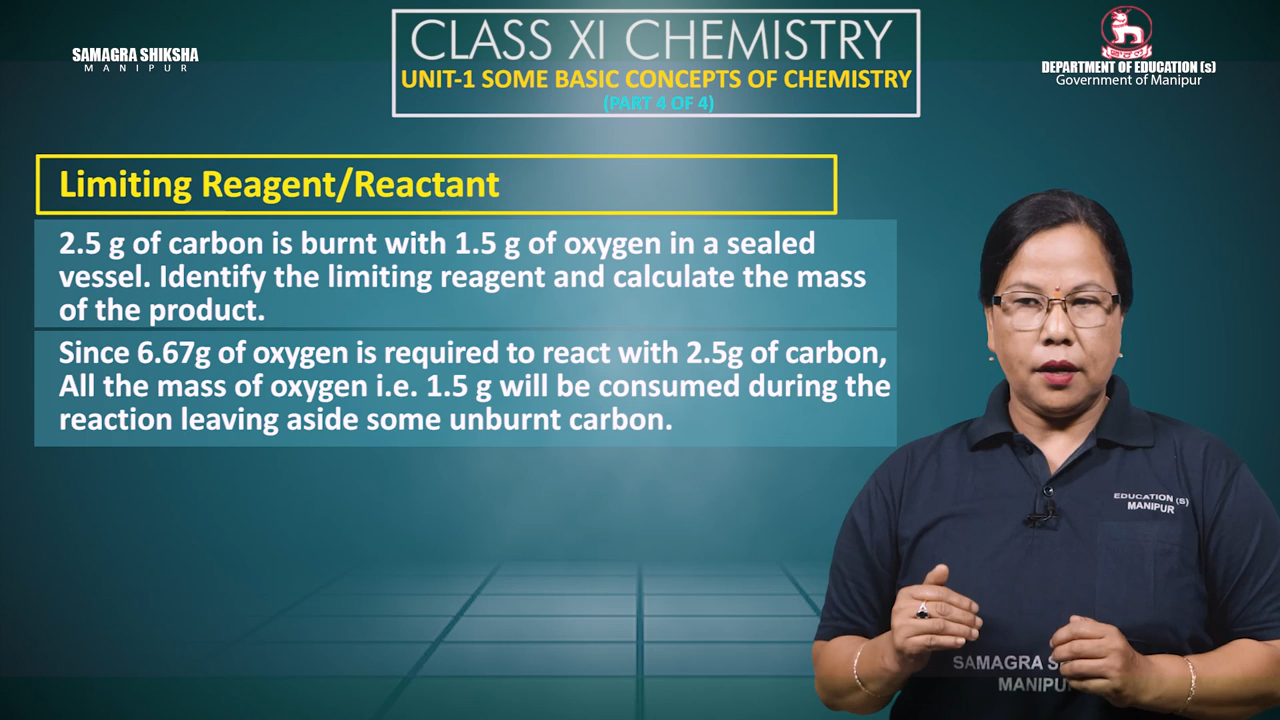 SAMAGRA SHIKSHA
MANIPUR
CLASS XI CHEMISTRY
UNIT-1 SOME BASIC CONCEPTS OF CHEMISTRY
(PART 4 OF 4)
DEPARTMENT OF EDUCATION (s)
Government of Manipur
Limiting Reagent/Reactant
2.5 g of carbon is burnt with 1.5 g of oxygen in a sealed
vessel. Identify the limiting reagent and calculate the mass
of the product.
Since 6.67g of oxygen is required to react with 2.5g of carbon,
All the mass of oxygen i.e. 1.5 g will be consumed during the
reaction leaving aside some unburnt carbon.
EDUCATION (S)
MANIPUR
SAMAGRA